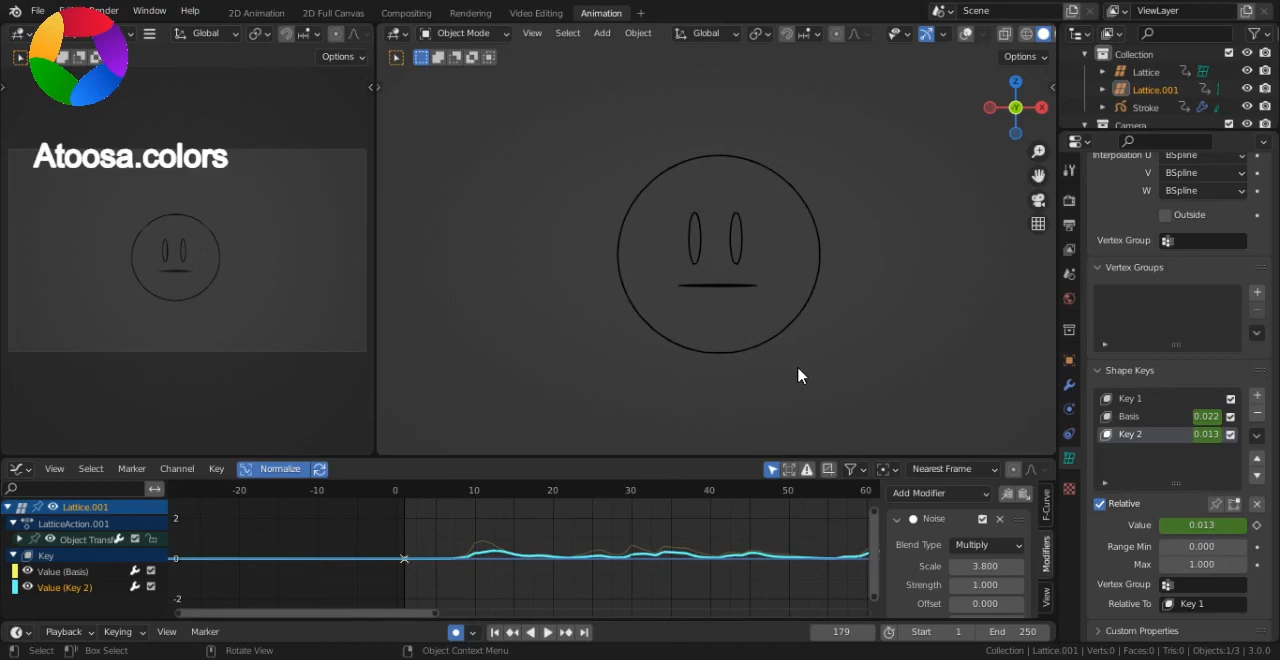 File Render Window Help 2D Animation 2D Full Canvas Compositing Rendering Video Editing Animation + Scene ViewLayer
Global Object Mode View Select Add Object Global
Options Options
Collection
Lattice
Lattice.001
Stroke
Camera
Atoosa.colors
Z
X
Y
Interpolation U BSpline
V BSpline
W BSpline
Outside
Vertex Group
Vertex Groups
Shape Keys
Key 1
Basis 0.022
Key 2 0.013
Relative
Value 0.013
Range Min 0.000
Max 1.000
Vertex Group
Relative To Key 1
Custom Properties
View Select Marker Channel Key Normalize Nearest Frame
-20 -10 0 10 20 30 40 50 60
Lattice.001
LatticeAction.001
Object Transf
Key
Value (Basis)
Value (Key 2)
2
0
-2
Add Modifier
Noise
Blend Type Multiply
Scale 3.800
Strength 1.000
Offset 0.000
F-Curve
Modifiers
View
Playback Keying View Marker 179 Start 1 End 250
Select Box Select Rotate View Object Context Menu Collection | Lattice.001 | Verts:0 | Faces:0 | Tris:0 | Objects:1/3 | 3.0.0